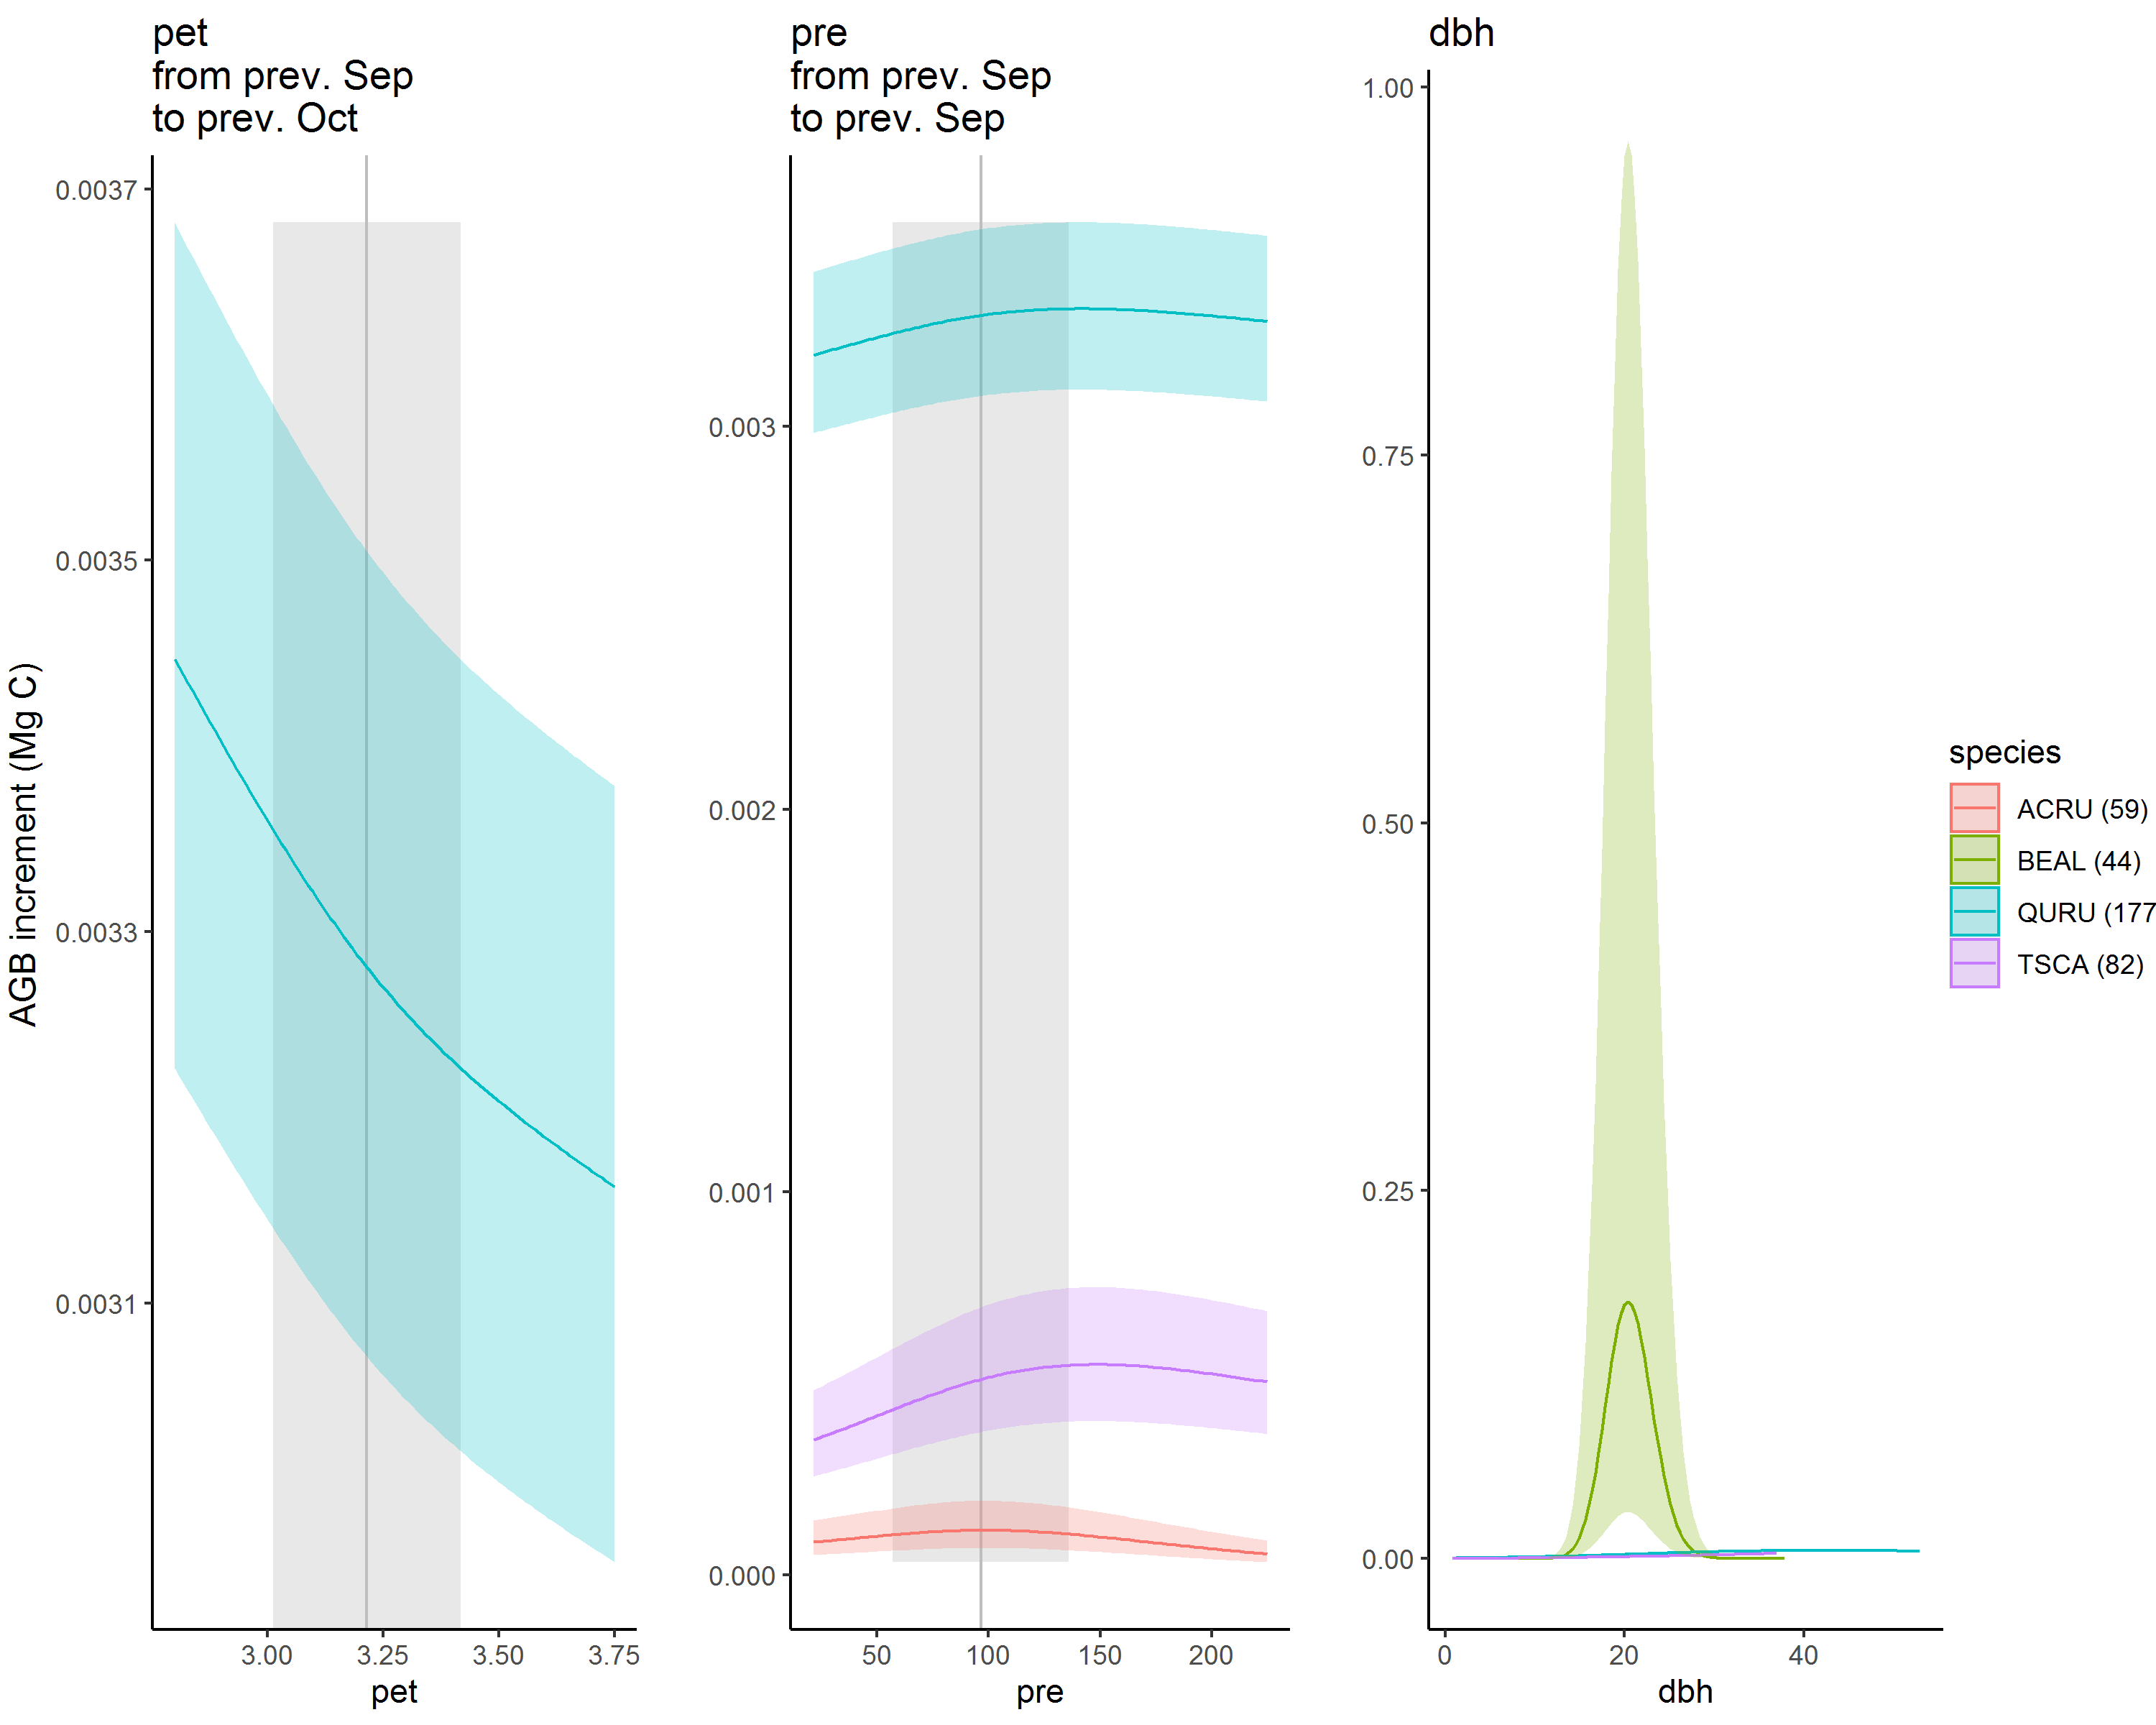 pet
from prev. Sep
to prev. Oct
pre
from prev. Sep
to prev. Sep
dbh
AGB increment (Mg C)
0.0037
0.0035
0.0033
0.0031
3.00 3.25 3.50 3.75
pet
0.003
0.002
0.001
0.000
50 100 150 200
pre
1.00
0.75
0.50
0.25
0.00
0 20 40
dbh
species
ACRU (59)
BEAL (44)
QURU (177
TSCA (82)